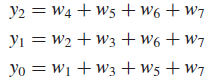 y₂ = w₄ + w₅ + w₆ + w₇
y₁ = w₂ + w₃ + w₆ + w₇
y₀ = w₁ + w₃ + w₅ + w₇